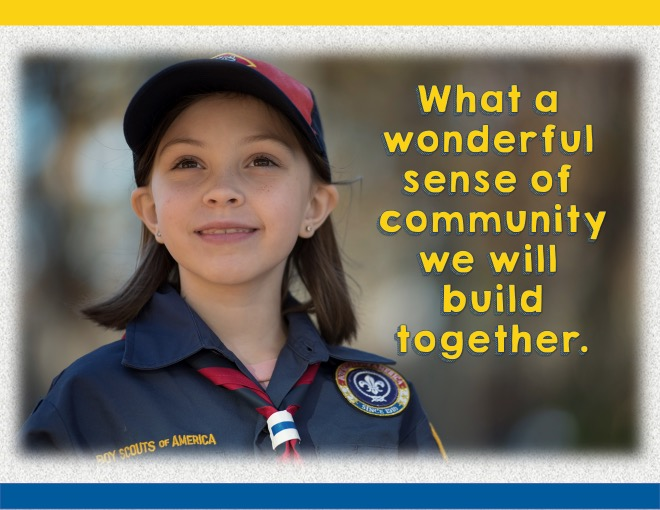 What a
wonderful
sense of
community
we will
build
together.
BOY SCOUTS OF AMERICA